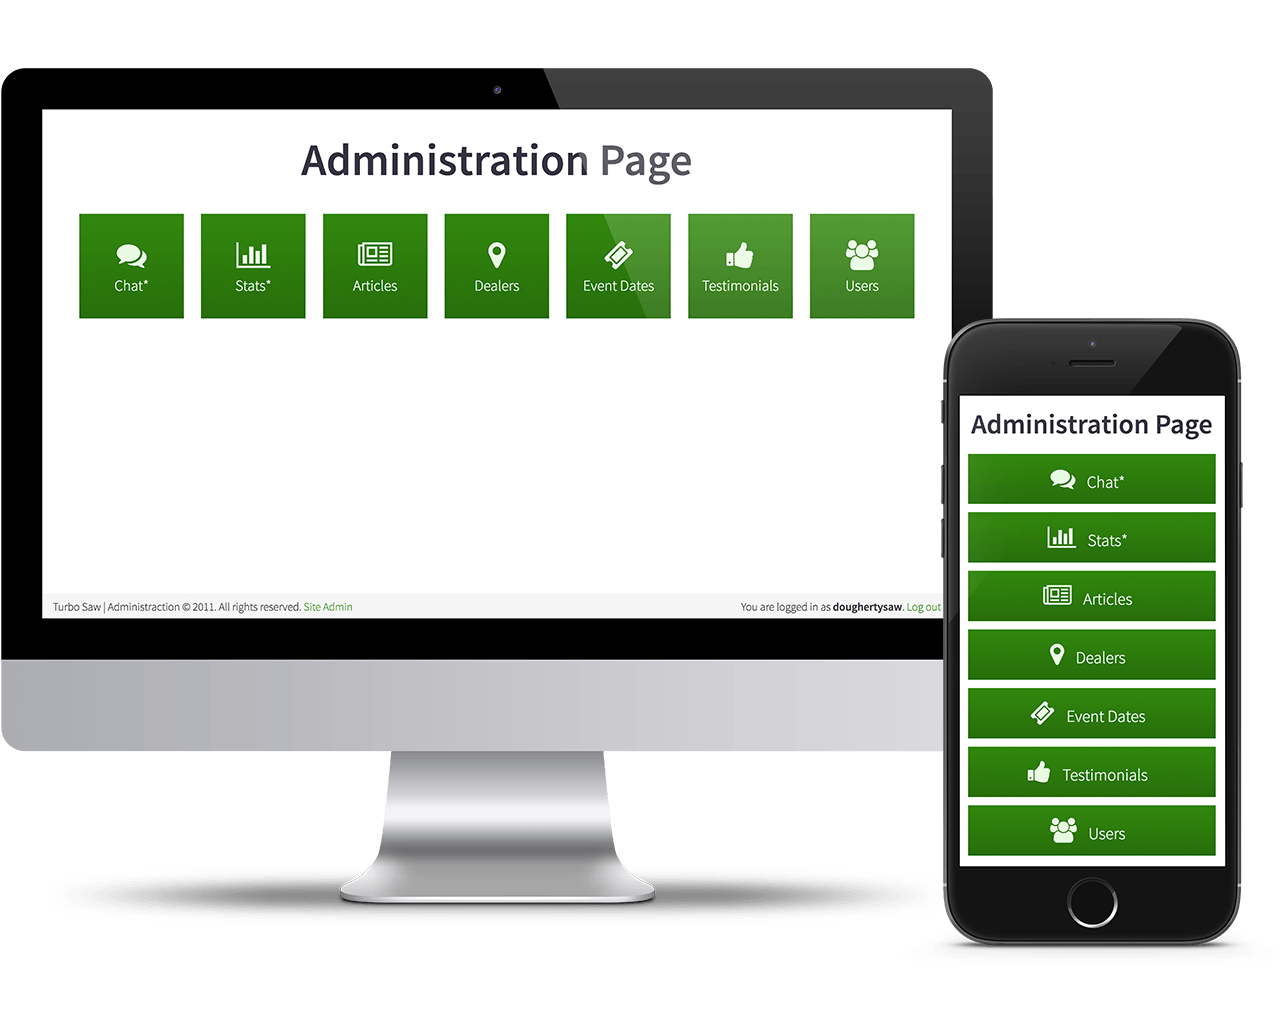 Administration Page
Chat*
Stats*
Articles
Dealers
Event Dates
Testimonials
Users
Turbo Saw | Administraction © 2011. All rights reserved. Site Admin
You are logged in as doughertysaw. Log out
Administration Page
Chat*
Stats*
Articles
Dealers
Event Dates
Testimonials
Users